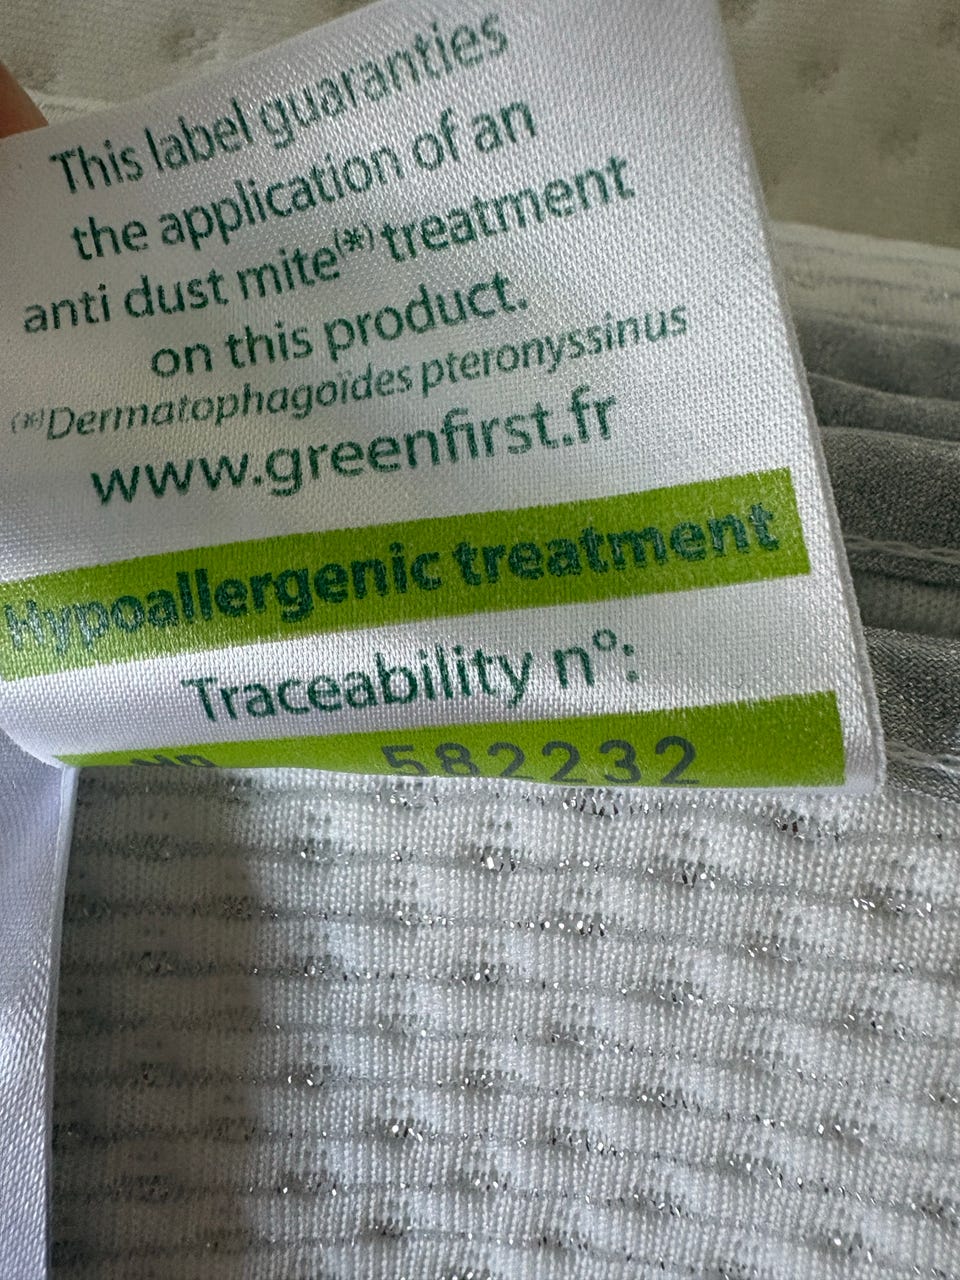 This label guaranties
the application of an
anti dust mite(*) treatment
on this product.
(*)Dermatophagoïdes pteronyssinus
www.greenfirst.fr
Hypoallergenic treatment
Traceability n°:
582232